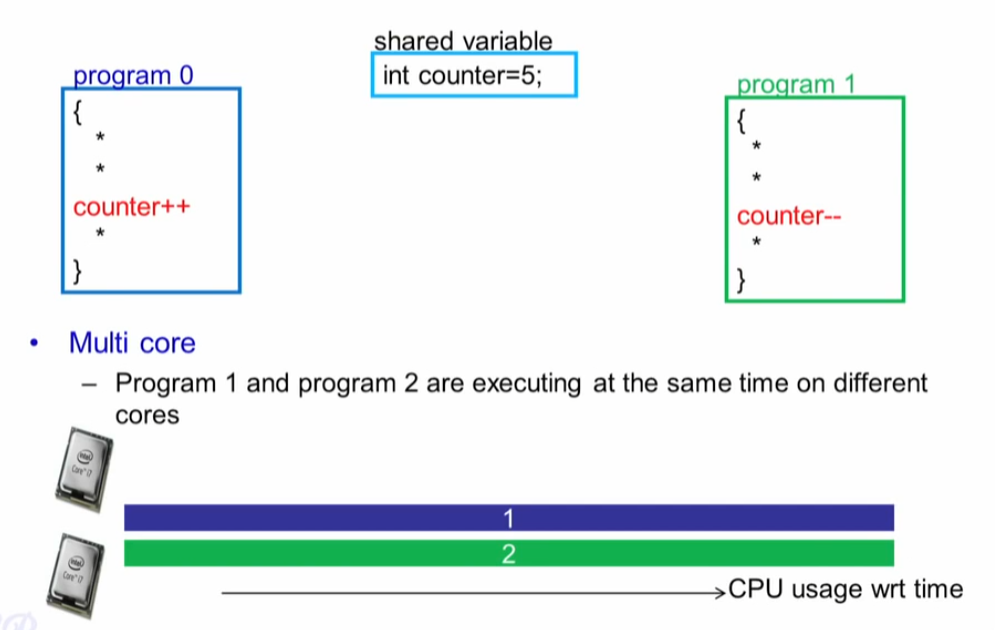 shared variable
int counter=5;
program 0
{
*
*
counter++
*
}
program 1
{
*
*
counter--
*
}
• Multi core
– Program 1 and program 2 are executing at the same time on different
cores
intel
Core i7
1
intel
Core i7
2
CPU usage wrt time